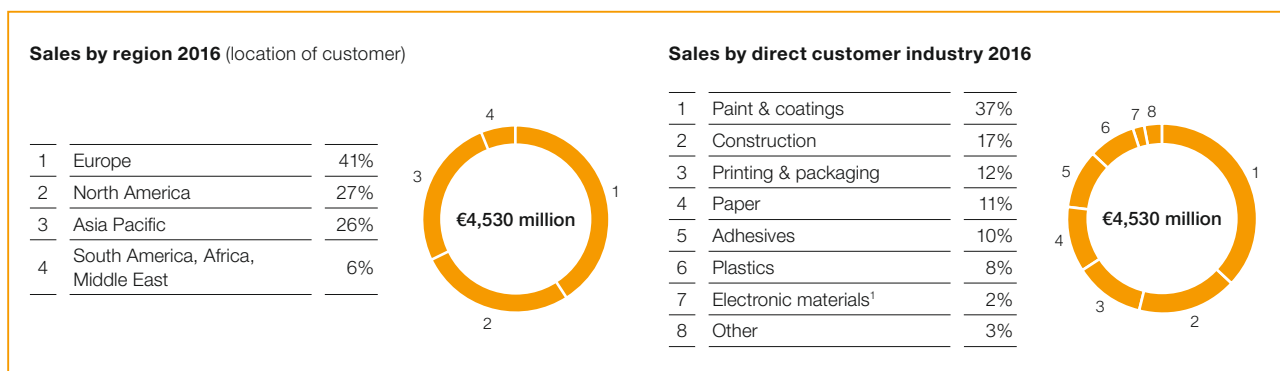 Sales by region 2016 (location of customer)
1 Europe 41%
2 North America 27%
3 Asia Pacific 26%
4 South America, Africa,
Middle East 6%
4
3
1
€4,530 million
2
Sales by direct customer industry 2016
1 Paint & coatings 37%
2 Construction 17%
3 Printing & packaging 12%
4 Paper 11%
5 Adhesives 10%
6 Plastics 8%
7 Electronic materials¹ 2%
8 Other 3%
7 8
6
5
1
€4,530 million
4
3
2